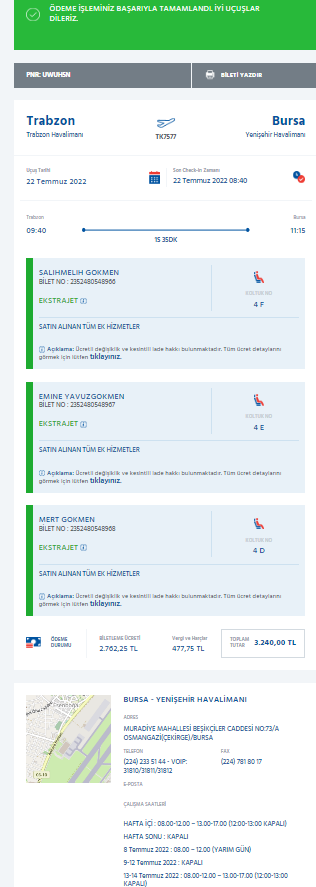 ÖDEME İŞLEMİNİZ BAŞARIYLA TAMAMLANDI. İYİ UÇUŞLAR
DİLERİZ.
PNR: UWUHSN
BİLETİ YAZDIR
Trabzon
Bursa
Trabzon Havalimanı
Yenişehir Havalimanı
TK7577
Uçuş Tarihi
22 Temmuz 2022
Son Check-in Zamanı
22 Temmuz 2022 08:40
Trabzon
Bursa
09:40
11:15
1S 35DK
SALIHMELIH GOKMEN
BİLET NO : 2352480548966
EKSTRAJET
KOLTUK NO
4 F
SATIN ALINAN TÜM EK HİZMETLER
Açıklama: Ücretli değişiklik ve kesintili iade hakkı bulunmaktadır. Tüm ücret detaylarını
görmek için lütfen tıklayınız.
EMINE YAVUZGOKMEN
BİLET NO : 2352480548967
EKSTRAJET
KOLTUK NO
4 E
SATIN ALINAN TÜM EK HİZMETLER
Açıklama: Ücretli değişiklik ve kesintili iade hakkı bulunmaktadır. Tüm ücret detaylarını
görmek için lütfen tıklayınız.
MERT GOKMEN
BİLET NO : 2352480548968
EKSTRAJET
KOLTUK NO
4 D
SATIN ALINAN TÜM EK HİZMETLER
Açıklama: Ücretli değişiklik ve kesintili iade hakkı bulunmaktadır. Tüm ücret detaylarını
görmek için lütfen tıklayınız.
ÖDEME
DURUMU
BİLETLEME ÜCRETİ
2.762,25 TL
Vergi ve Harçlar
477,75 TL
TOPLAM
TUTAR
3.240,00 TL
BURSA - YENİŞEHİR HAVALİMANI
ADRES
MURADİYE MAHALLESİ BEŞİKÇİLER CADDESİ NO:73/A
OSMANGAZİ(ÇEKİRGE)/BURSA
TELEFON
FAX
(224) 233 51 44 - VOIP:
31810/31811/31812
(224) 781 80 17
E-POSTA
ÇALIŞMA SAATLERİ
HAFTA İÇİ : 08.00-12.00 – 13.00-17.00 (12:00-13:00 KAPALI)
HAFTA SONU : KAPALI
8 Temmuz 2022 : 08.00 – 12.00 (YARIM GÜN)
9-12 Temmuz 2022 : KAPALI
13-14 Temmuz 2022 : 08.00-12.00 – 13.00-17.00 (12:00-13:00
KAPALI)